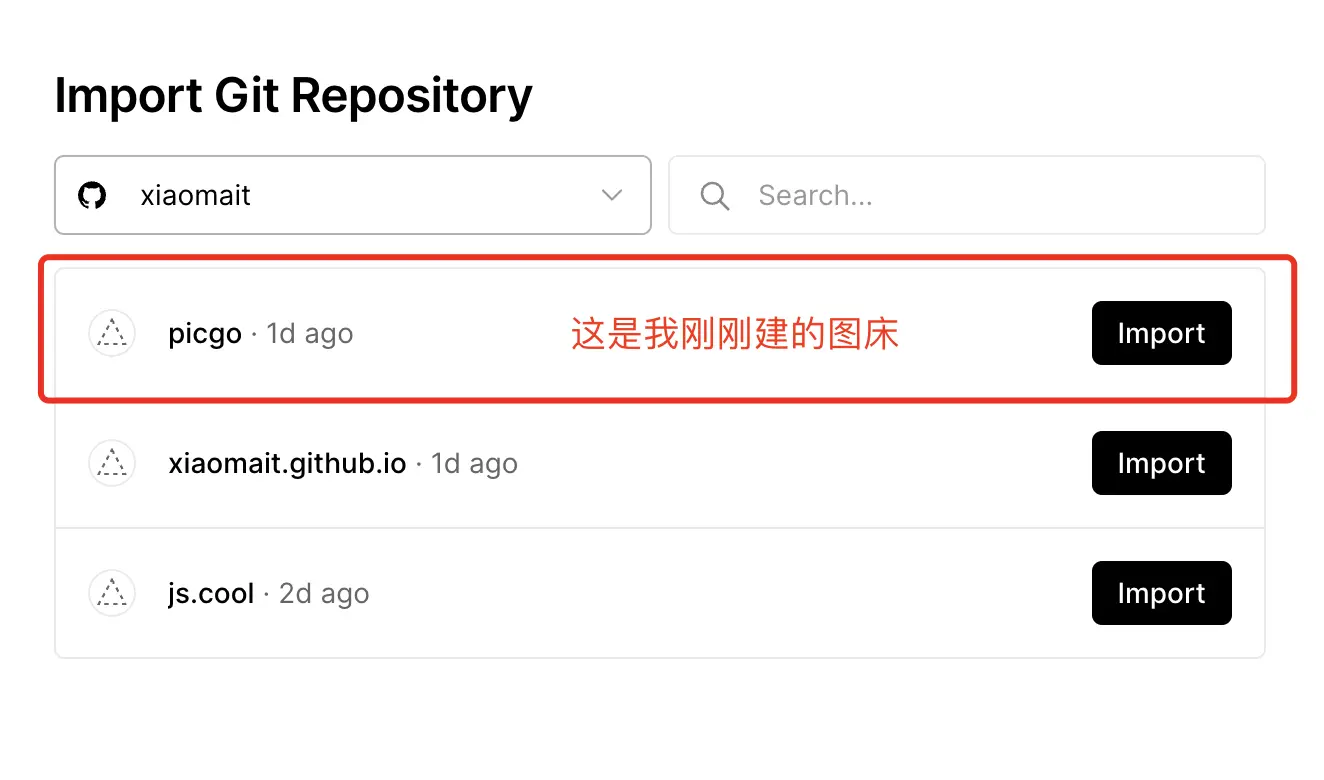 Import Git Repository
xiaomait
Search...
picgo · 1d ago
这是我刚刚建的图床
Import
xiaomait.github.io · 1d ago
Import
js.cool · 2d ago
Import